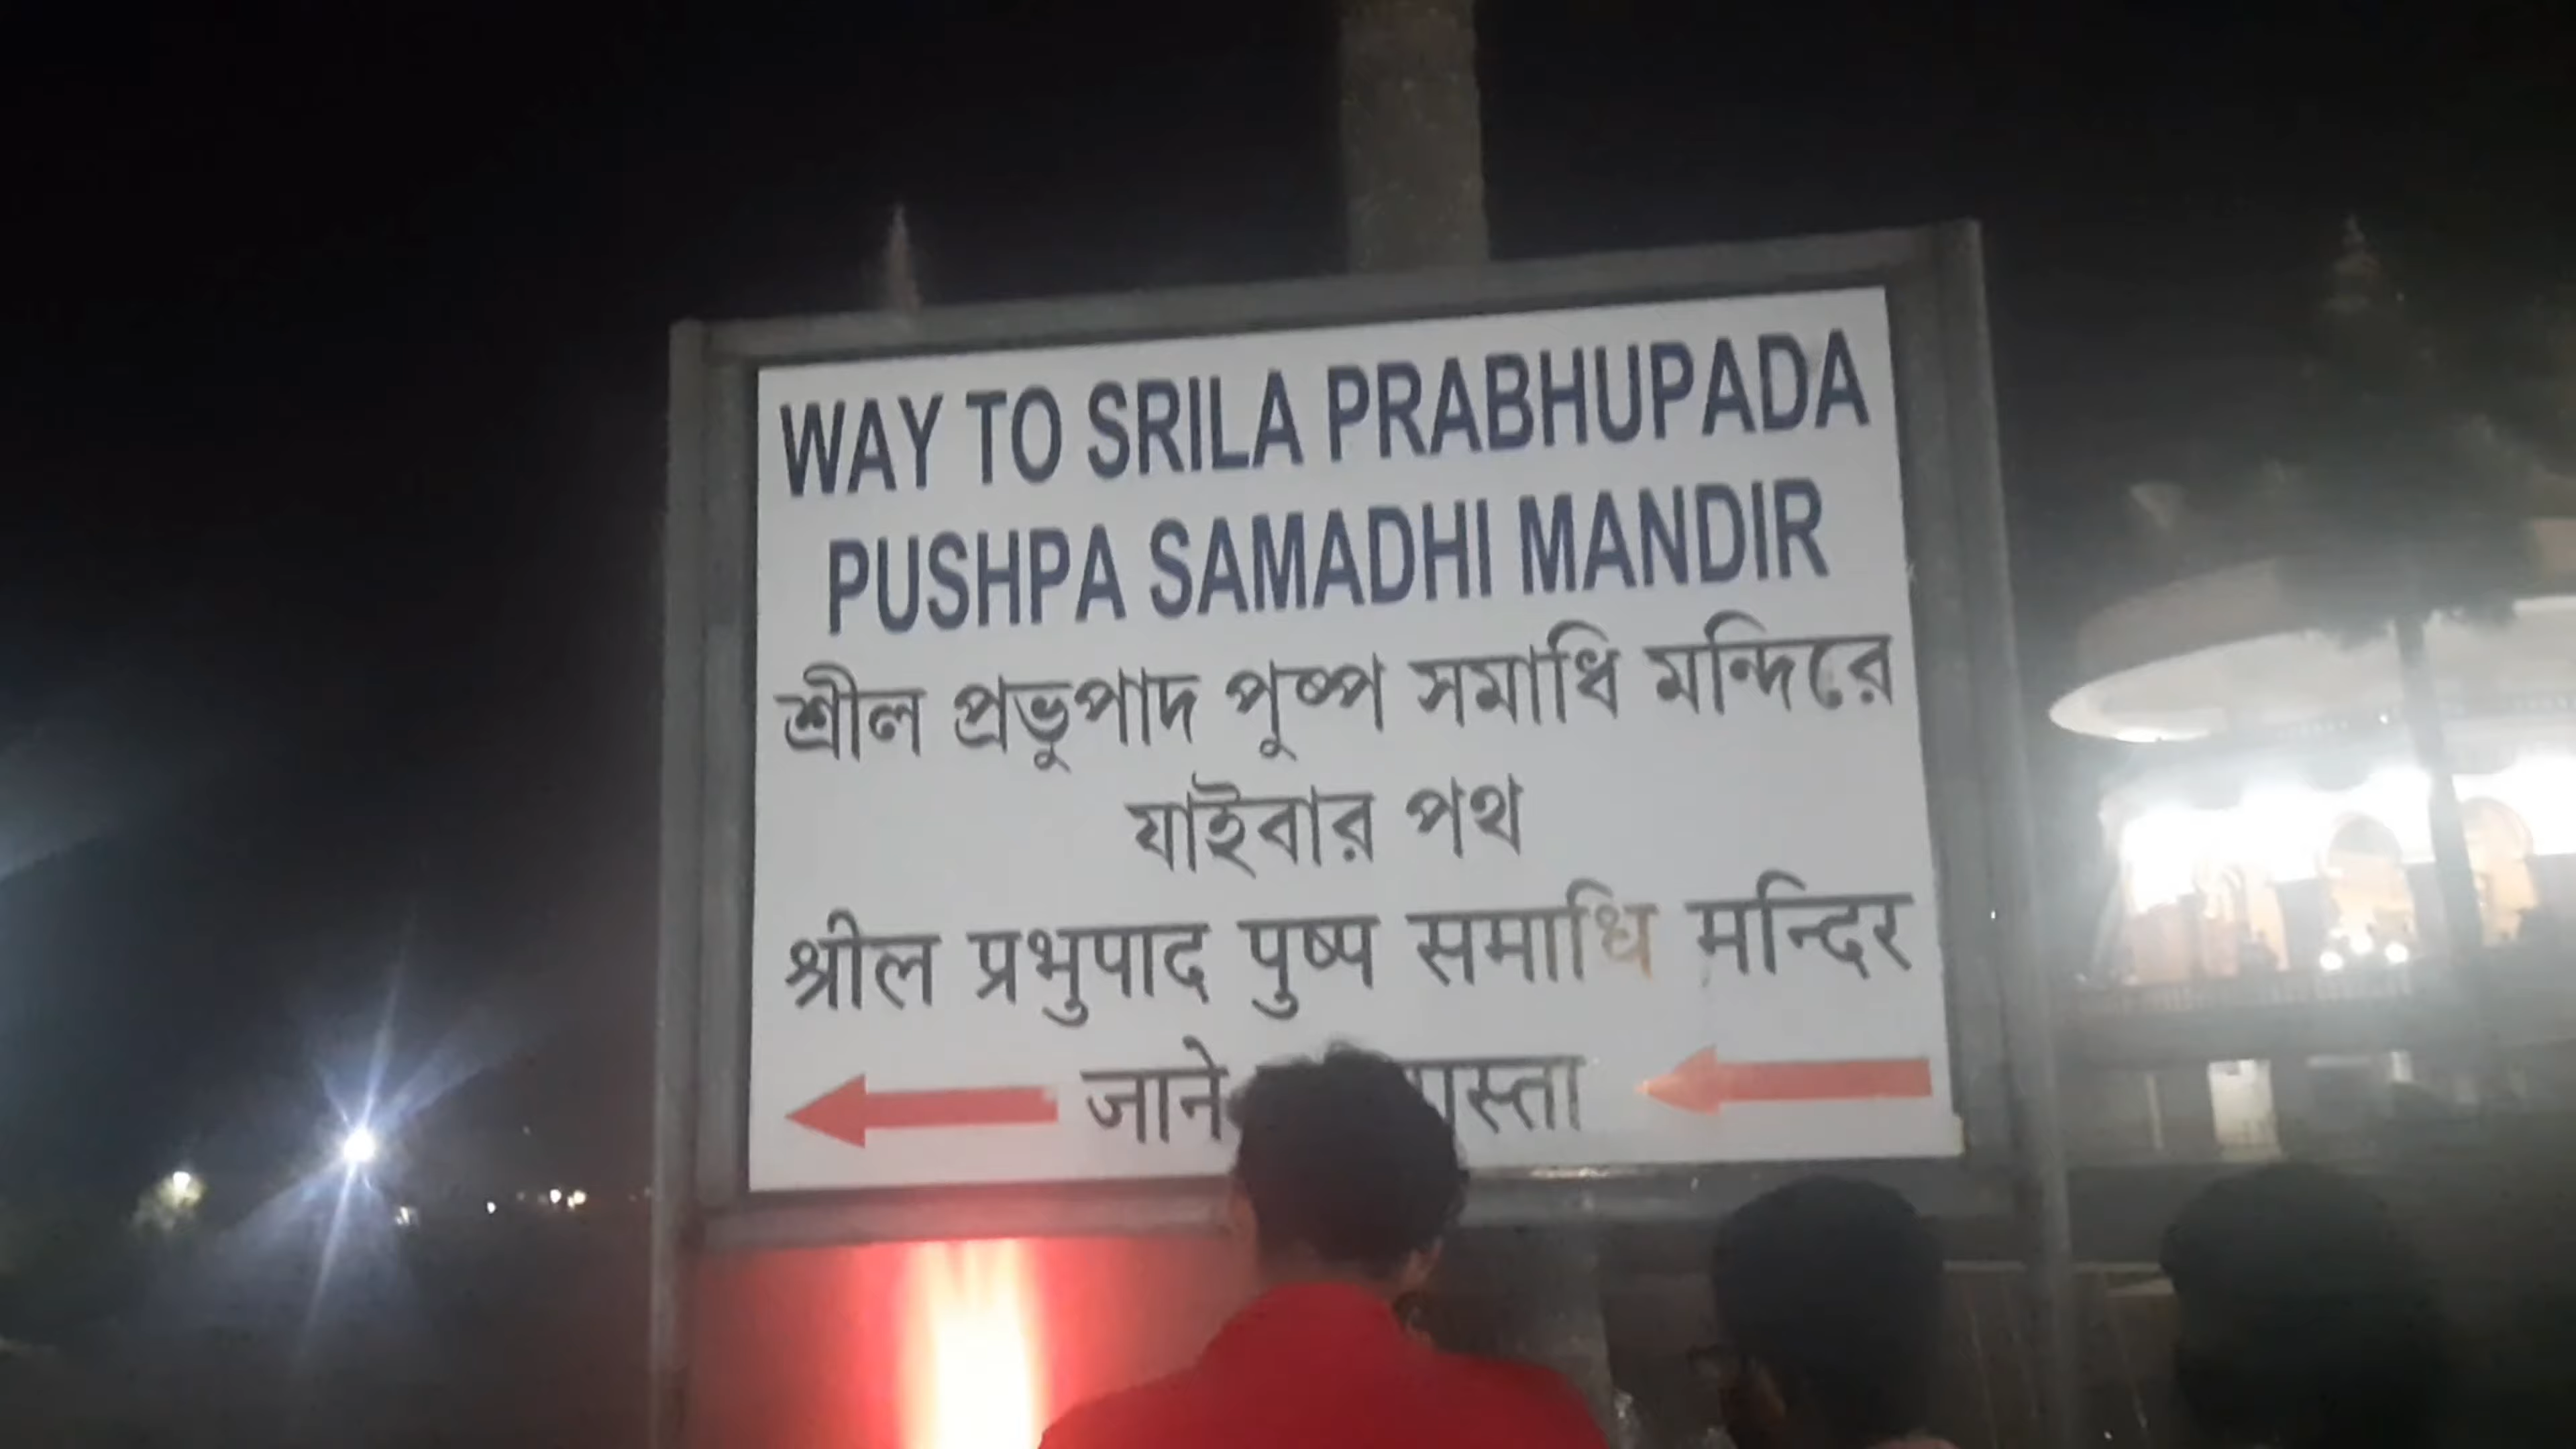 WAY TO SRILA PRABHUPADA
PUSHPA SAMADHI MANDIR
শ্রীল প্রভুপাদ পুষ্প সমাধি মন্দিরে
যাইবার পথ
श्रील प्रभुपाद पुष्प समाधि मन्दिर
जाने